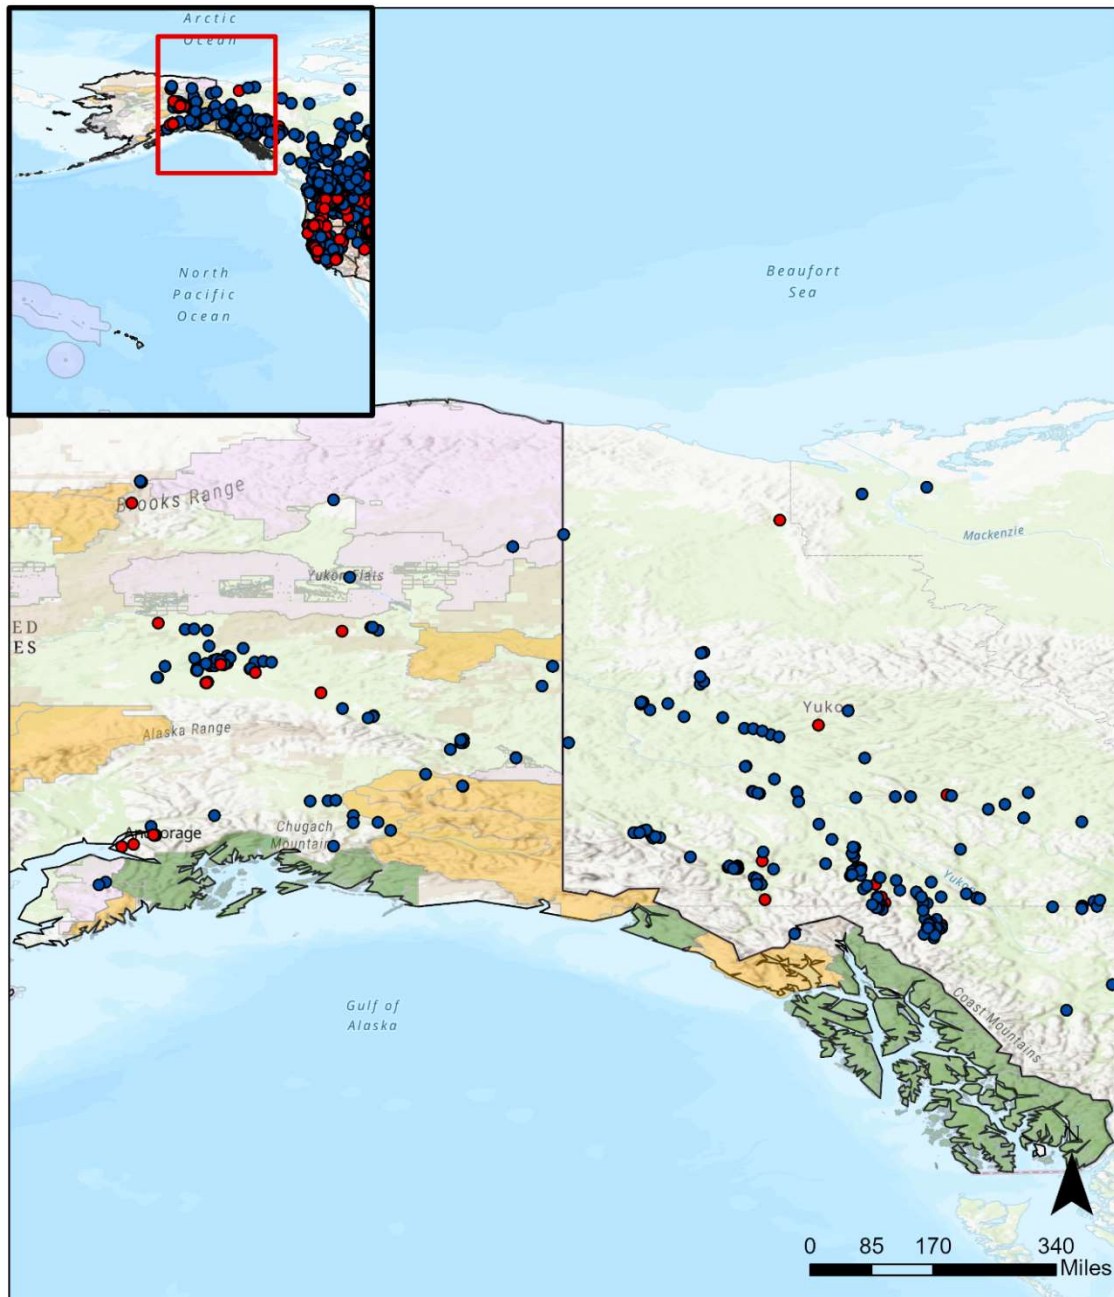 Arctic
Ocean
North
Pacific
Ocean
Beaufort
Sea
Brooks Range
Mackenzie
Yukon Flats
ED
ES
Yukon
Alaska Range
Anchorage
Chugach
Mountain
Yukon
Gulf of
Alaska
Coast Mountains
N
0 85 170 340
Miles